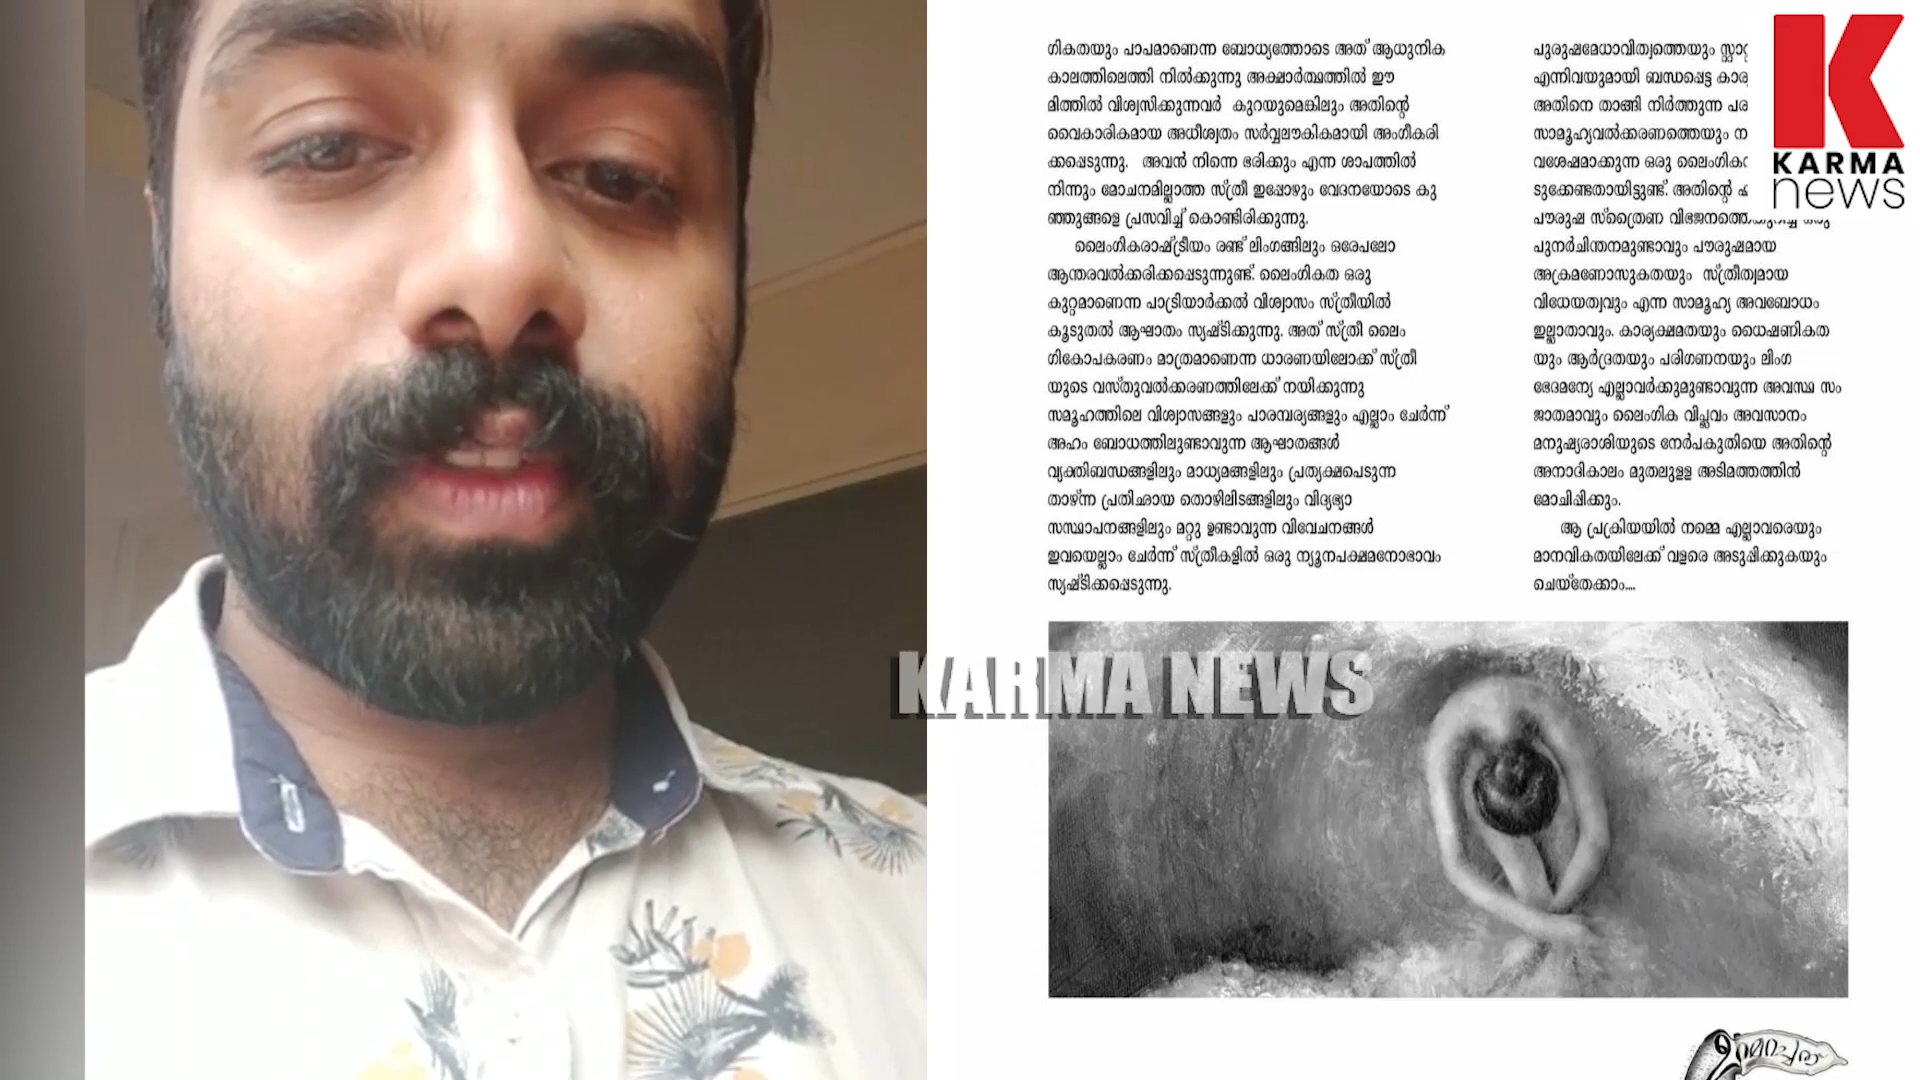 ഗികതയും പാപമാണെന്ന ബോധ്യത്തോടെ അത് ആധുനിക
കാലത്തിലെത്തി നിൽക്കുന്നു അക്ഷാർത്ഥത്തിൽ ഈ
മിത്തിൽ വിശ്വസിക്കുന്നവർ കുറയുമെങ്കിലും അതിന്റെ
വൈകാരികമായ അധീശ്വതം സർവ്വലൗകികമായി അംഗീകരി
ക്കപ്പെടുന്നു. അവൻ നിന്നെ ഭരിക്കും എന്ന ശാപത്തിൽ
നിന്നും മോചനമില്ലാത്ത സ്ത്രീ ഇപ്പോഴും വേദനയോടെ കു
ഞ്ഞുങ്ങളെ പ്രസവിച്ച് കൊണ്ടിരിക്കുന്നു.
ലൈംഗികരാഷ്ട്രീയം രണ്ട് ലിംഗങ്ങിലും ഒരേപലോ
ആന്തരവൽക്കരിക്കപ്പെടുന്നുണ്ട്. ലൈംഗികത ഒരു
കുറ്റമാണെന്ന പാട്രിയാർക്കൽ വിശ്വാസം സ്ത്രീയിൽ
കൂടുതൽ ആഘാതം സൃഷ്ടിക്കുന്നു. അത് സ്ത്രീ ലൈം
ഗികോപകരണം മാത്രമാണെന്ന ധാരണയിലോക്ക് സ്ത്രീ
യുടെ വസ്തുവൽക്കരണത്തിലേക്ക് നയിക്കുന്നു
സമൂഹത്തിലെ വിശ്വാസങ്ങളും പാരമ്പര്യങ്ങളും എല്ലാം ചേർന്ന്
അഹം ബോധത്തിലുണ്ടാവുന്ന ആഘാതങ്ങൾ
വ്യക്തിബന്ധങ്ങളിലും മാധ്യമങ്ങളിലും പ്രത്യക്ഷപെടുന്ന
താഴ്ന്ന പ്രതിഛായ തൊഴിലിടങ്ങളിലും വിദ്യഭ്യാ
സസ്ഥാപനങ്ങളിലും മറ്റു ഉണ്ടാവുന്ന വിവേചനങ്ങൾ
ഇവയെല്ലാം ചേർന്ന് സ്ത്രീകളിൽ ഒരു ന്യൂനപക്ഷമനോഭാവം
സൃഷ്ടിക്കപ്പെടുന്നു.
പുരുഷമേധാവിത്വത്തെയും
എന്നിവയുമായി ബന്ധപ്പെട്ട
അതിനെ താങ്ങി നിർത്തുന്ന
സാമൂഹ്യവൽക്കരണത്തെയും
വശേഷമാക്കുന്ന ഒരു
ടുക്കേണ്ടതായിട്ടുണ്ട്. അതിന്റെ
പൗരുഷ സ്ത്രൈണ
പുനർചിന്തനമുണ്ടാവും പൗരുഷമായ
അക്രമണോസുകതയും സ്ത്രീത്വമായ
വിധേയത്വവും എന്ന സാമൂഹ്യ അവബോധം
ഇല്ലാതാവും. കാര്യക്ഷമതയും ധൈഷണികത
യും ആർദ്രതയും പരിഗണനയും ലിംഗ
ഭേദമന്യേ എല്ലാവർക്കുമുണ്ടാവുന്ന അവസ്ഥ സം
ജാതമാവും ലൈംഗിക വിപ്ലവം അവസാനം
മനുഷ്യരാശിയുടെ നേർപകുതിയെ അതിന്റെ
അനാദികാലം മുതലുളള അടിമത്തത്തിൻ
മോചിപ്പിക്കും.
ആ പ്രക്രിയയിൽ നമ്മെ എല്ലാവരെയും
മാനവികതയിലേക്ക് വളരെ അടുപ്പിക്കുകയും
ചെയ്തേക്കാം....
KARMA
news
KARMA NEWS